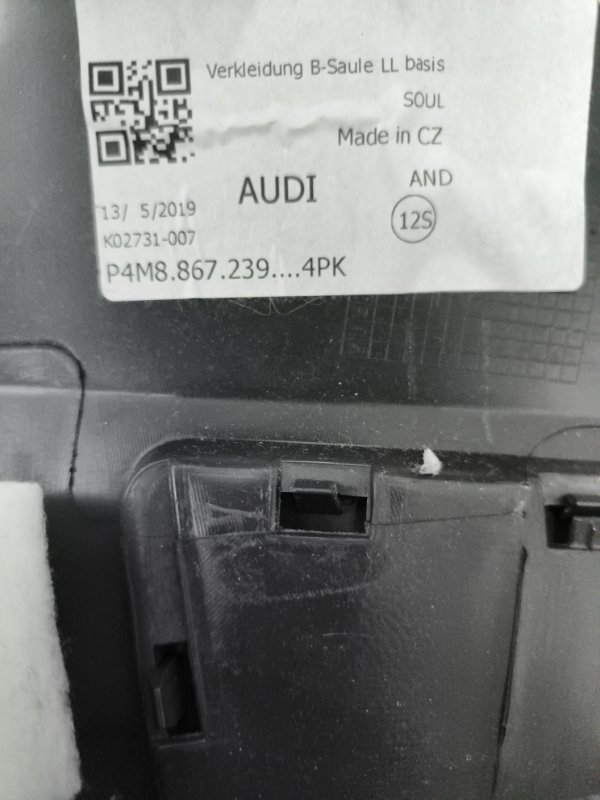 Verkleidung B-Saule LL basis
SOUL
Made in CZ
AUDI
AND
13/ 5/2019
12S
K02731-007
P4M8.867.239....4PK